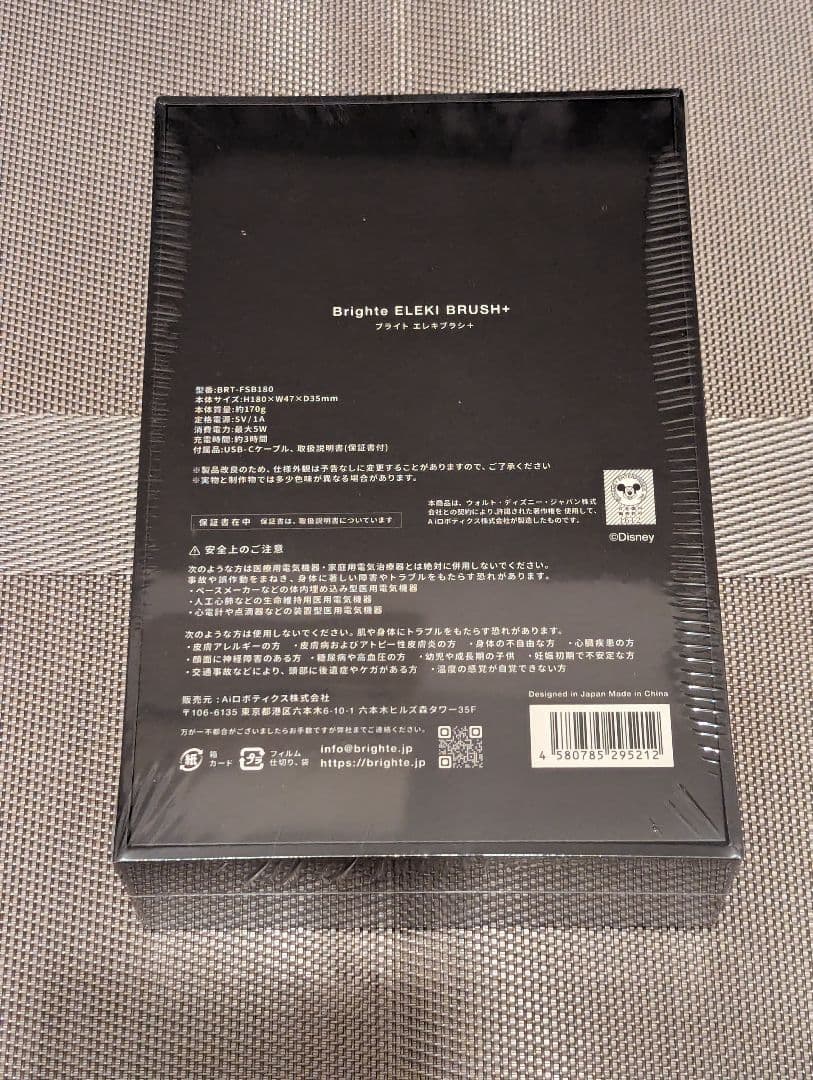 Brighte ELEKI BRUSH+
ブライト エレキブラシ+
型番:BRT-FSB180
本体サイズ:H180×W47×D35mm
本体質量:約170g
定格電源:5V/1A
消費電力:最大5W
充電時間:約3時間
付属品:USB-Cケーブル、取扱説明書(保証書付)
※製品改良のため、仕様外観は予告なしに変更することがありますので、ご了承ください
※実物と制作物では多少色味が異なる場合があります。
本商品は、ウォルト・ディズニー・ジャパン株式
会社との契約により、許諾された著作権を 使用して、
Aiロボティクス株式会社が製造したものです。
©Disney
保証書在中 保証書は、取扱説明書についています
安全上のご注意
次のような方は医療用電気機器・家庭用電気治療器とは絶対に併用しないでください。
事故や誤作動をまねき、身体に著しい障害やトラブルをもたらす恐れがあります。
・ペースメーカーなどの体内埋め込み型医用電気機器
・人工心肺などの生命維持用医用電気機器
・心電計や点滴器などの装置型医用電気機器
次のような方は使用しないでください。肌や身体にトラブルをもたらす恐れがあります。
・皮膚アレルギーの方 ・皮膚病およびアトピー性皮膚炎の方 ・身体の不自由な方 ・心臓疾患の方
・顔面に神経障害のある方 ・糖尿病や高血圧の方 ・幼児や成長期の子供 ・妊娠初期で不安定な方
・交通事故などにより、頭部に後遺症やケガがある方 ・温度の感覚が自覚できない方
販売元:Aiロボティクス株式会社
〒106-6135 東京都港区六本木6-10-1 六本木ヒルズ森タワー35F
万が一不都合がございましたらお手数ですが弊社までご連絡ください。
Designed in Japan Made in China
紙
箱
カード
プラ
フィルム
仕切り、袋
info@brighte.jp
https://brighte.jp
4 580785 295212